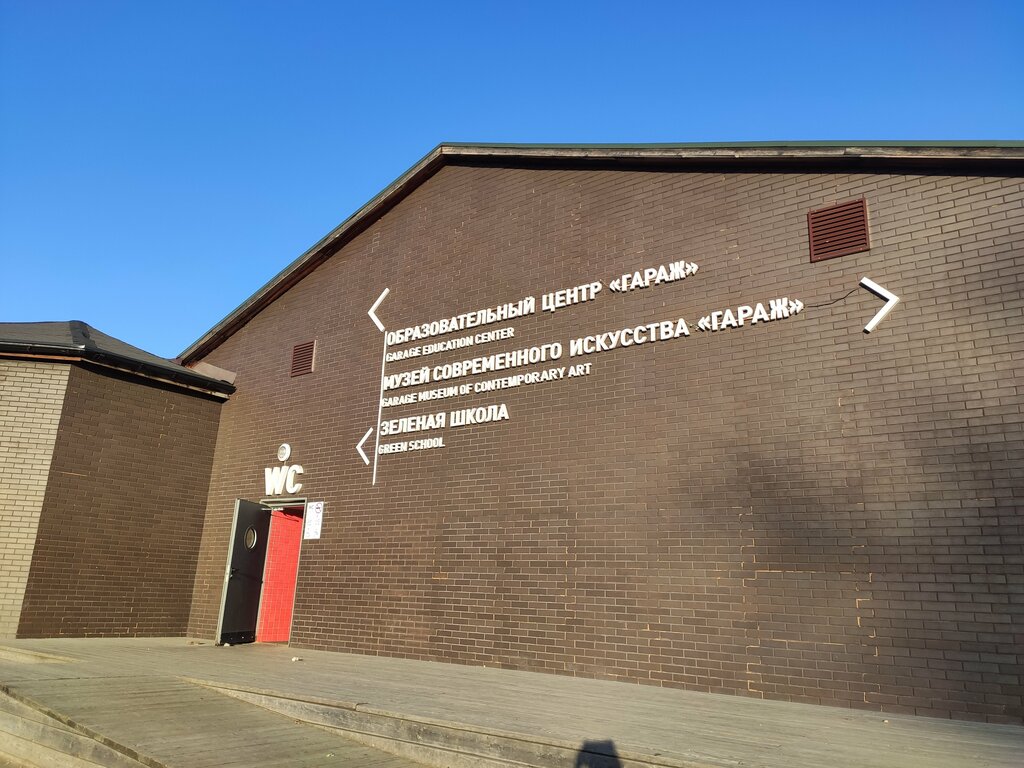 ОБРАЗОВАТЕЛЬНЫЙ ЦЕНТР «ГАРАЖ»
GARAGE EDUCATION CENTER
МУЗЕЙ СОВРЕМЕННОГО ИСКУССТВА «ГАРАЖ»
GARAGE MUSEUM OF CONTEMPORARY ART
ЗЕЛЕНАЯ ШКОЛА
GREEN SCHOOL
WC